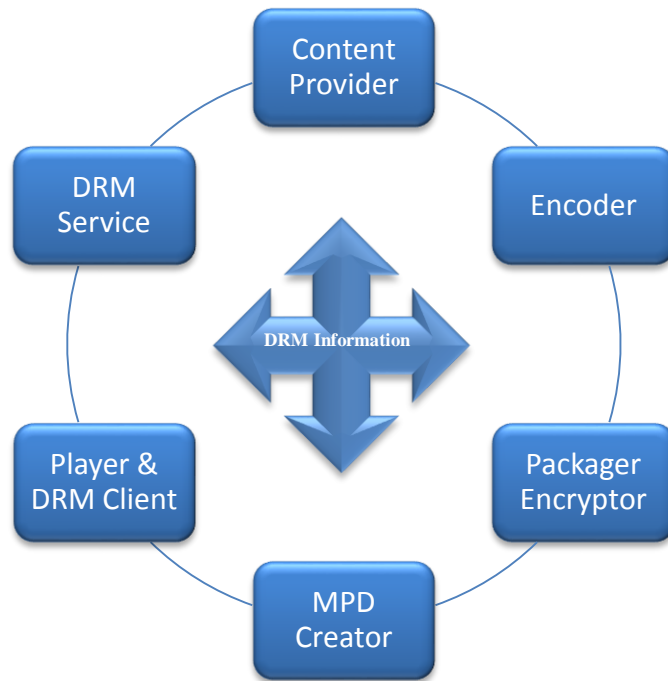 Content
Provider
DRM
Service
Encoder
DRM Information
Player &
DRM Client
Packager
Encryptor
MPD
Creator